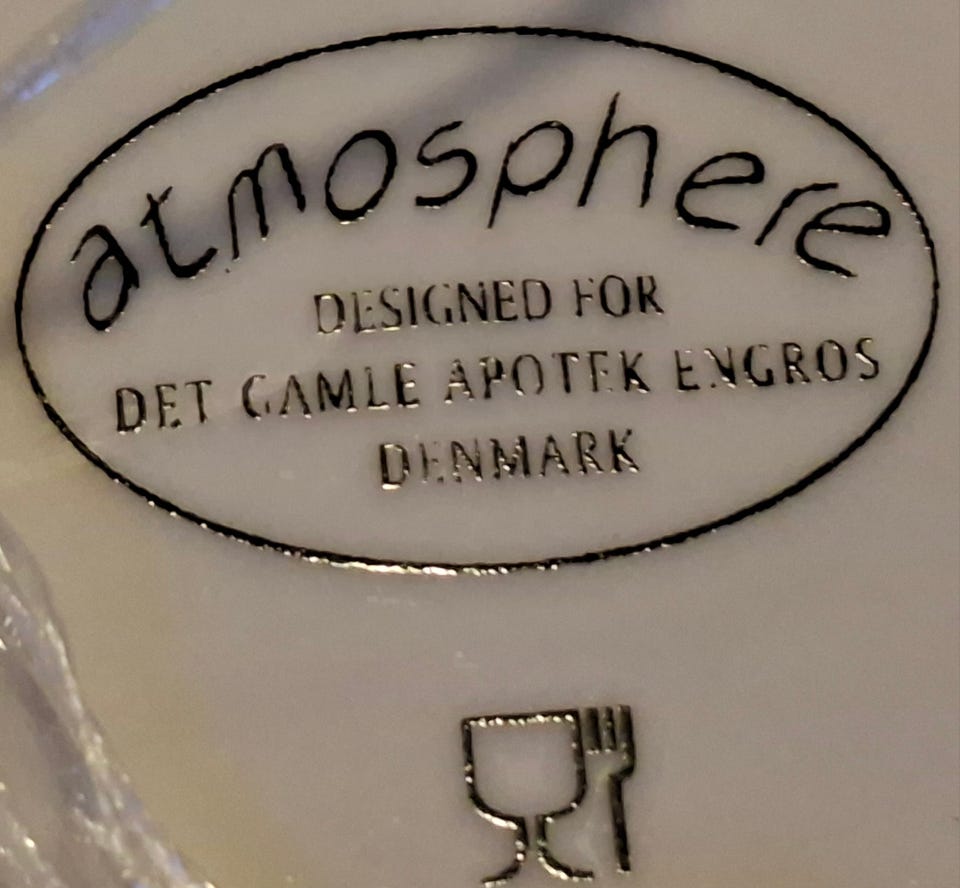 atmosphere
DESIGNED FOR
DET GAMLE APOTEK ENGROS
DENMARK